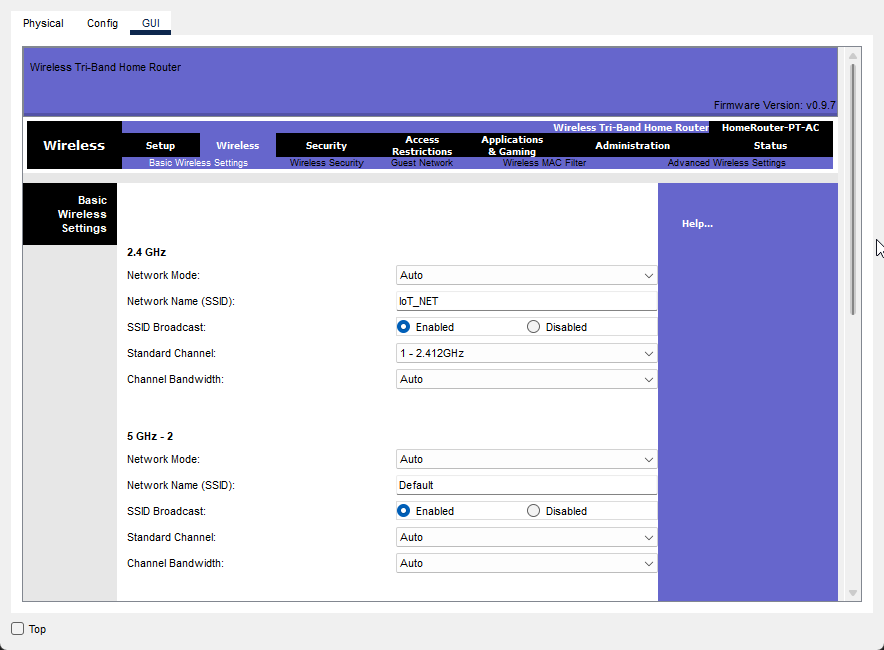 Physical Config GUI
Wireless Tri-Band Home Router
Firmware Version: v0.9.7
Wireless Tri-Band Home Router HomeRouter-PT-AC
Wireless
Setup Wireless Security Access Restrictions Applications & Gaming Administration Status
Basic Wireless Settings Wireless Security Guest Network Wireless MAC Filter Advanced Wireless Settings
Basic
Wireless
Settings
Help...
2.4 GHz
Network Mode: Auto
Network Name (SSID): IoT_NET
SSID Broadcast: Enabled Disabled
Standard Channel: 1 - 2.412GHz
Channel Bandwidth: Auto
5 GHz - 2
Network Mode: Auto
Network Name (SSID): Default
SSID Broadcast: Enabled Disabled
Standard Channel: Auto
Channel Bandwidth: Auto
Top